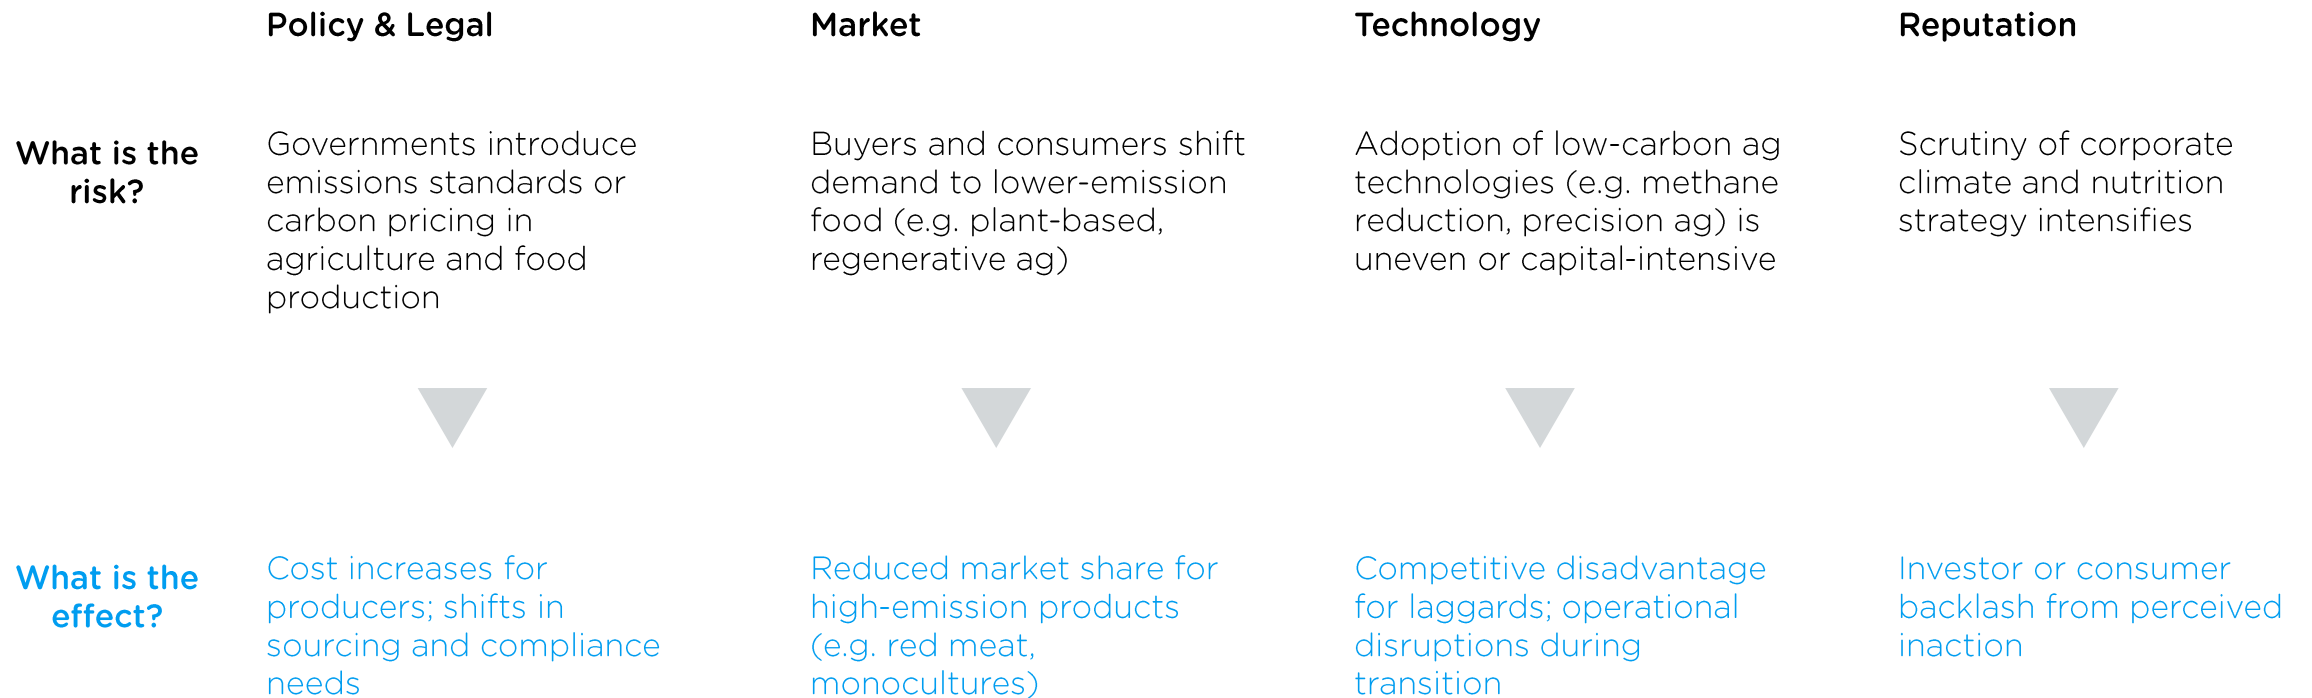 Policy & Legal
Market
Technology
Reputation
What is the
risk?
Governments introduce
emissions standards or
carbon pricing in
agriculture and food
production
Buyers and consumers shift
demand to lower-emission
food (e.g. plant-based,
regenerative ag)
Adoption of low-carbon ag
technologies (e.g. methane
reduction, precision ag) is
uneven or capital-intensive
Scrutiny of corporate
climate and nutrition
strategy intensifies
What is the
effect?
Cost increases for
producers; shifts in
sourcing and compliance
needs
Reduced market share for
high-emission products
(e.g. red meat,
monocultures)
Competitive disadvantage
for laggards; operational
disruptions during
transition
Investor or consumer
backlash from perceived
inaction